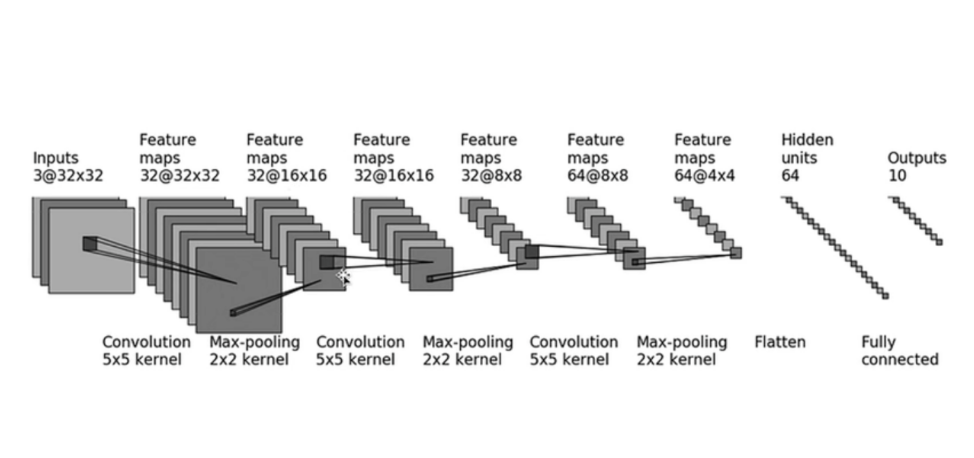 Inputs
3@32x32
Feature
maps
32@32x32
Feature
maps
32@16x16
Feature
maps
32@16x16
Feature
maps
32@8x8
Feature
maps
64@8x8
Feature
maps
64@4x4
Hidden
units
64
Outputs
10
Convolution
5x5 kernel
Max-pooling
2x2 kernel
Convolution
5x5 kernel
Max-pooling
2x2 kernel
Convolution
5x5 kernel
Max-pooling
2x2 kernel
Flatten
Fully
connected